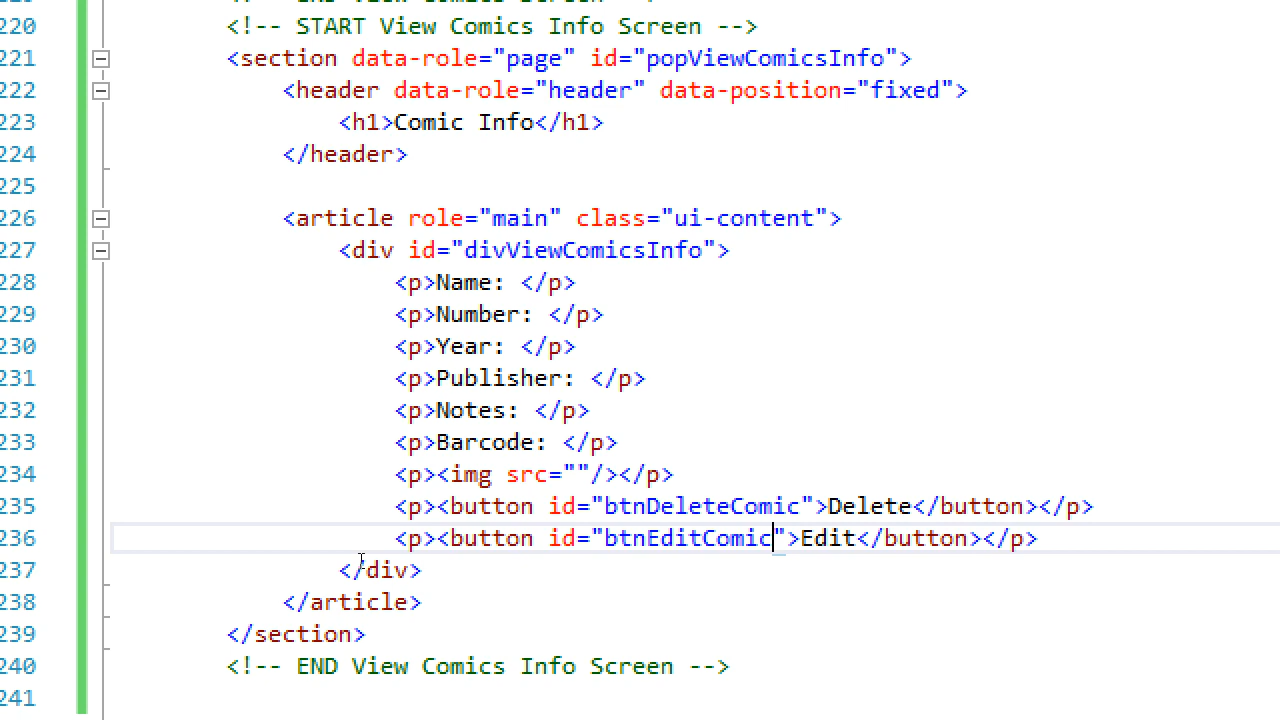 220 <!-- START View Comics Info Screen -->
221 <section data-role="page" id="popViewComicsInfo">
222 <header data-role="header" data-position="fixed">
223 <h1>Comic Info</h1>
224 </header>
225
226 <article role="main" class="ui-content">
227 <div id="divViewComicsInfo">
228 <p>Name: </p>
229 <p>Number: </p>
230 <p>Year: </p>
231 <p>Publisher: </p>
232 <p>Notes: </p>
233 <p>Barcode: </p>
234 <p><img src=""/></p>
235 <p><button id="btnDeleteComic">Delete</button></p>
236 <p><button id="btnEditComic">Edit</button></p>
237 </div>
238 </article>
239 </section>
240 <!-- END View Comics Info Screen -->
241